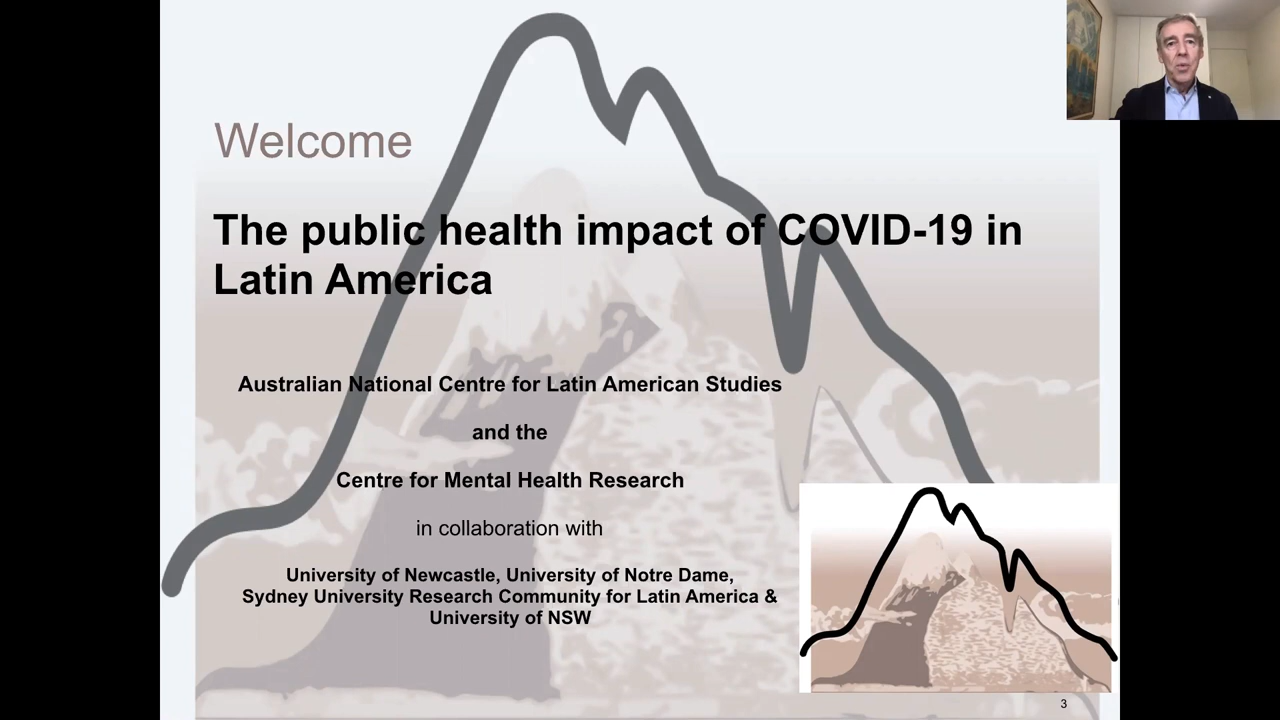 Welcome
The public health impact of COVID-19 in
Latin America
Australian National Centre for Latin American Studies
and the
Centre for Mental Health Research
in collaboration with
University of Newcastle, University of Notre Dame,
Sydney University Research Community for Latin America &
University of NSW
3